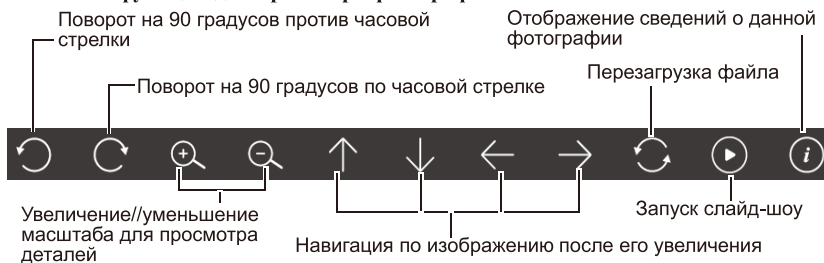 Поворот на 90 градусов против часовой
стрелки
Отображение сведений о данной
фотографии
Перезагрузка файла
Поворот на 90 градусов по часовой стрелке
Увеличение//уменьшение
масштаба для просмотра
деталей
Запуск слайд-шоу
Навигация по изображению после его увеличения